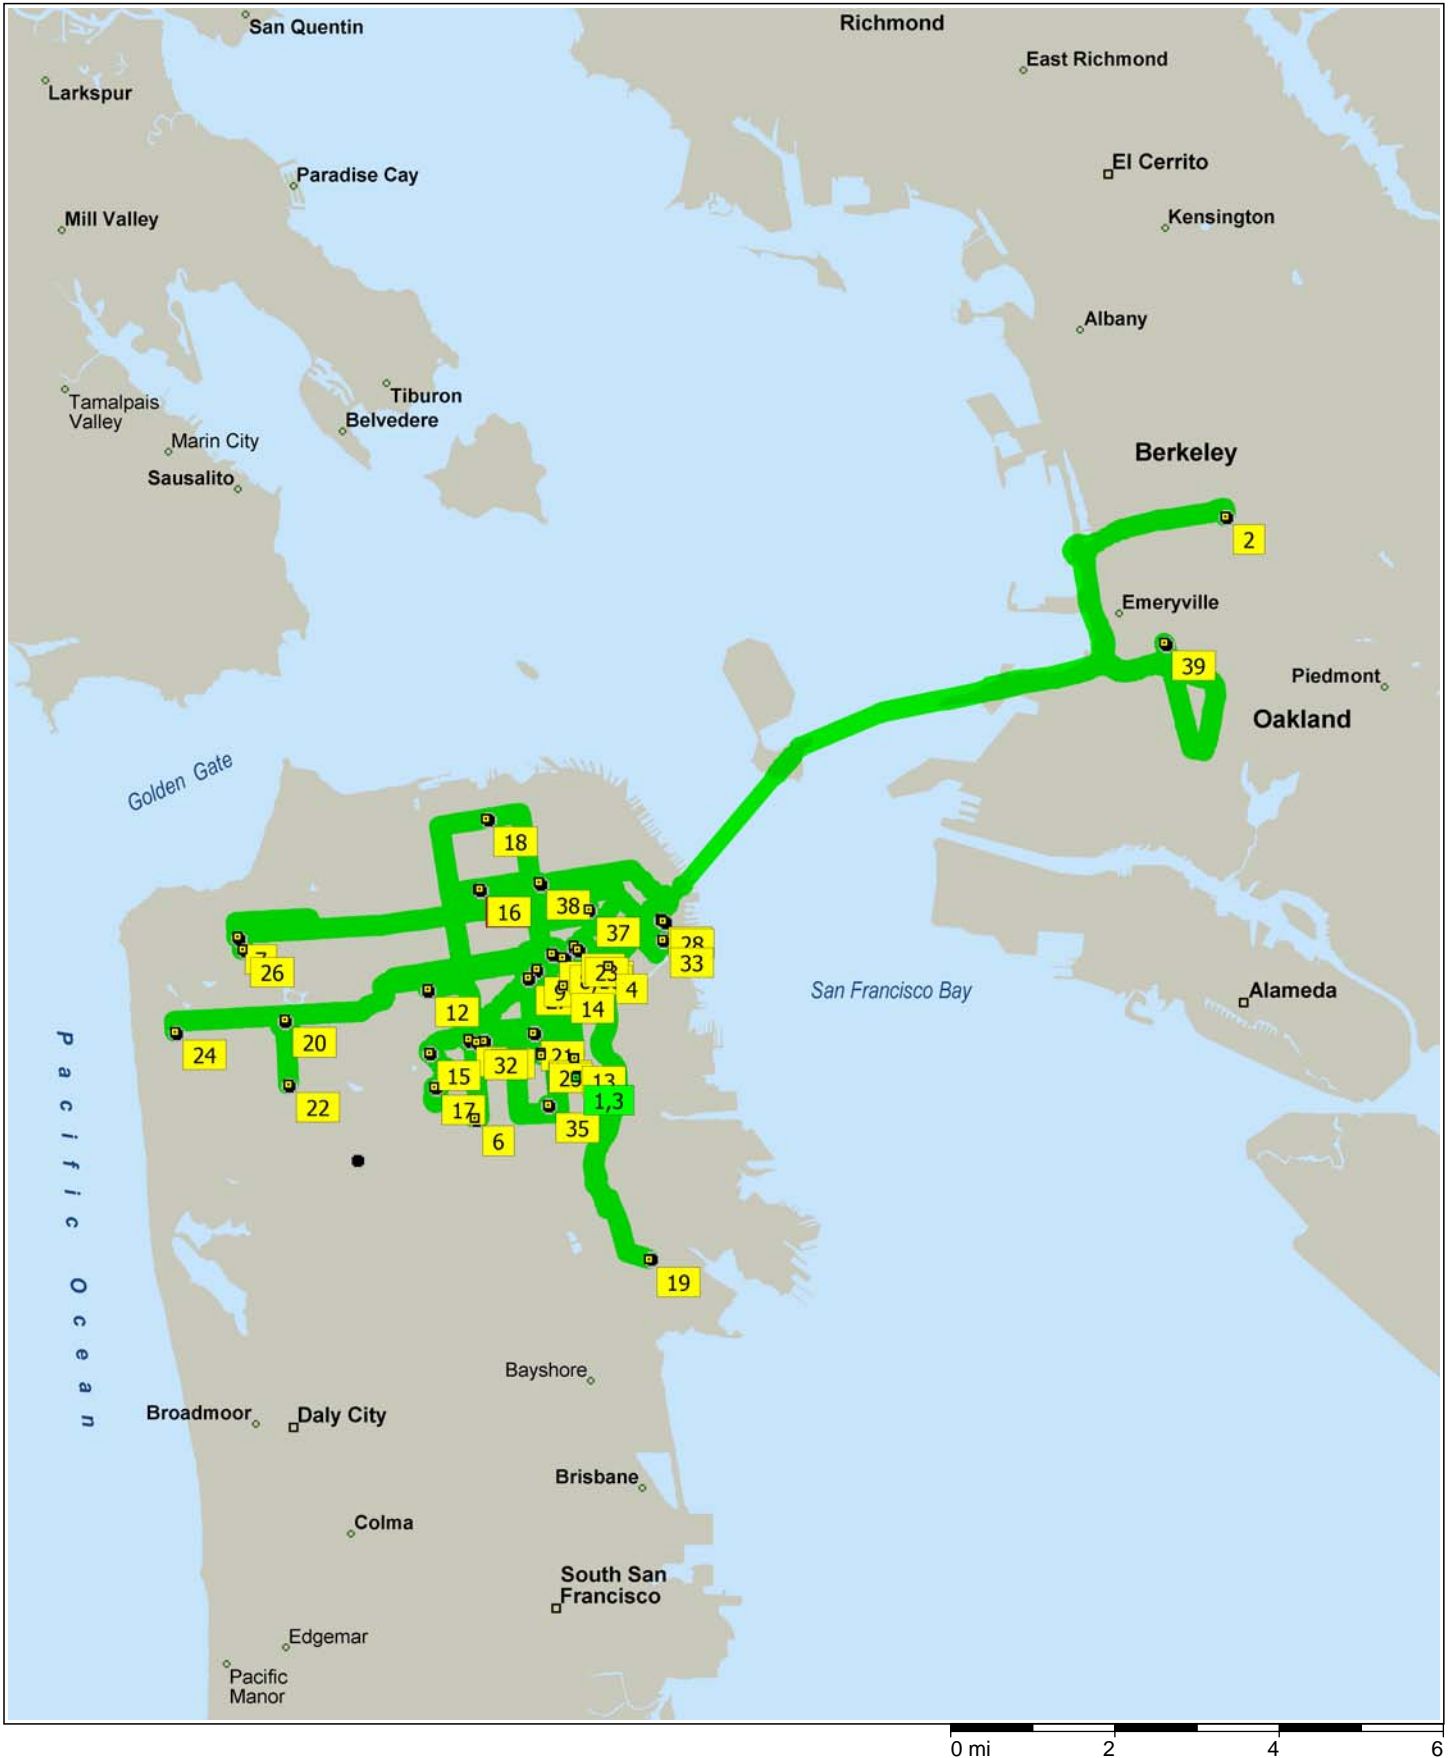 San Quentin
Richmond
East Richmond
Larkspur
El Cerrito
Paradise Cay
Mill Valley
Kensington
Albany
Tiburon
Tamalpais
Valley
Belvedere
Marin City
Berkeley
Sausalito
2
Emeryville
39
Piedmont
Oakland
Golden Gate
18
38
16
37
28
33
7
26
23
4
9
14
San Francisco Bay
Alameda
12
20
24
21
32
15
13
1,3
22
17
35
6
Pacific Ocean
19
Bayshore
Broadmoor
Daly City
Brisbane
Colma
South San
Francisco
Edgemar
Pacific
Manor
0 mi 2 4 6